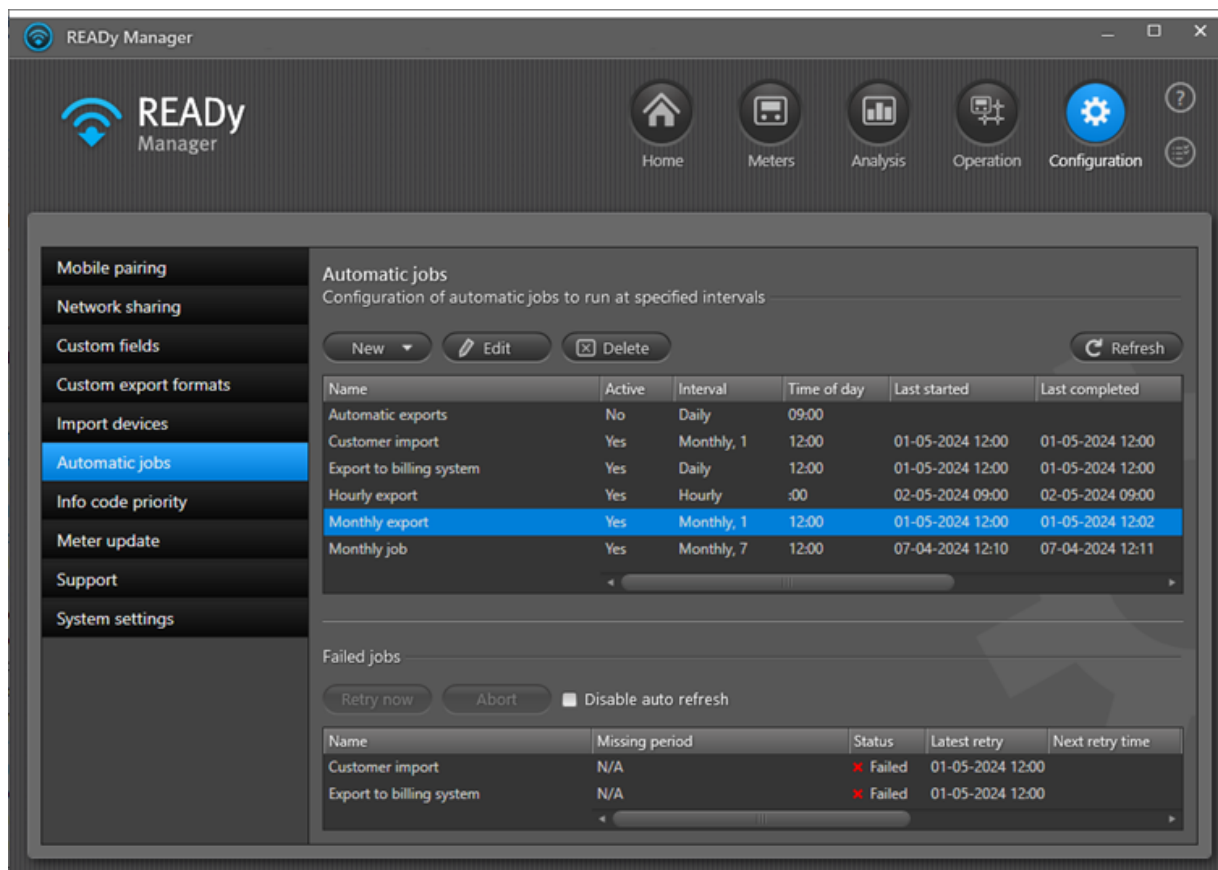 READy Manager
READy
Manager
Home Meters Analysis Operation Configuration
?
Mobile pairing
Network sharing
Custom fields
Custom export formats
Import devices
Automatic jobs
Info code priority
Meter update
Support
System settings
Automatic jobs
Configuration of automatic jobs to run at specified intervals
New Edit Delete Refresh
Name Active Interval Time of day Last started Last completed
Automatic exports No Daily 09:00
Customer import Yes Monthly, 1 12:00 01-05-2024 12:00 01-05-2024 12:00
Export to billing system Yes Daily 12:00 01-05-2024 12:00 01-05-2024 12:00
Hourly export Yes Hourly :00 02-05-2024 09:00 02-05-2024 09:00
Monthly export Yes Monthly, 1 12:00 01-05-2024 12:00 01-05-2024 12:02
Monthly job Yes Monthly, 7 12:00 07-04-2024 12:10 07-04-2024 12:11
Failed jobs
Retry now Abort Disable auto refresh
Name Missing period Status Latest retry Next retry time
Customer import N/A Failed 01-05-2024 12:00
Export to billing system N/A Failed 01-05-2024 12:00